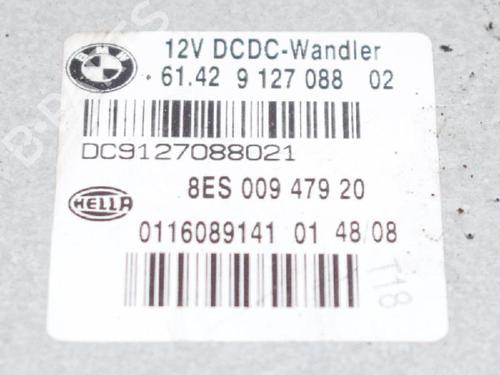 12V DCDC-Wandler
61.42 9 127 088 02
DC9127088021
8ES 009 479 20
HELLA
0116089141 01 48/08
T18